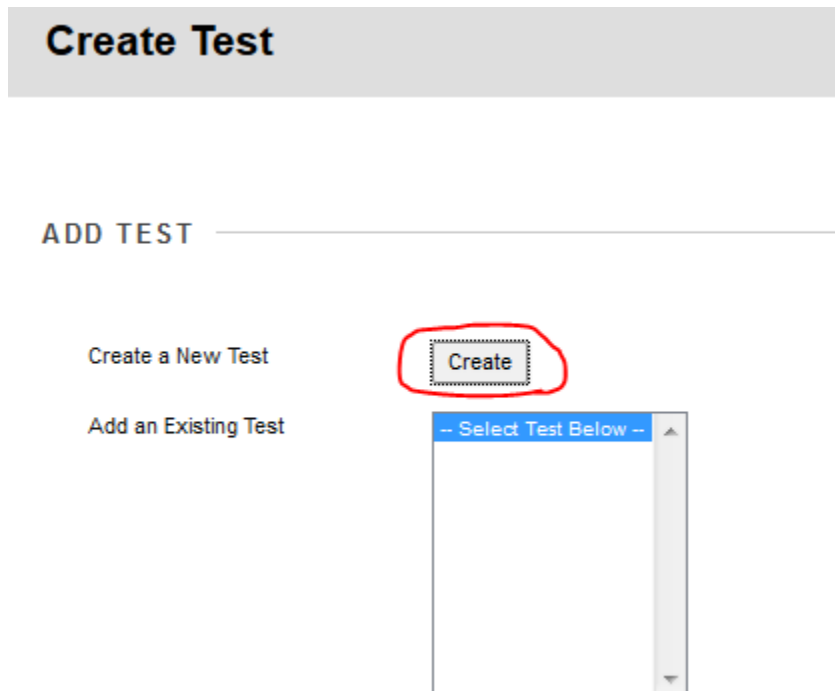 Create Test
ADD TEST
Create a New Test
Create
Add an Existing Test
-- Select Test Below --